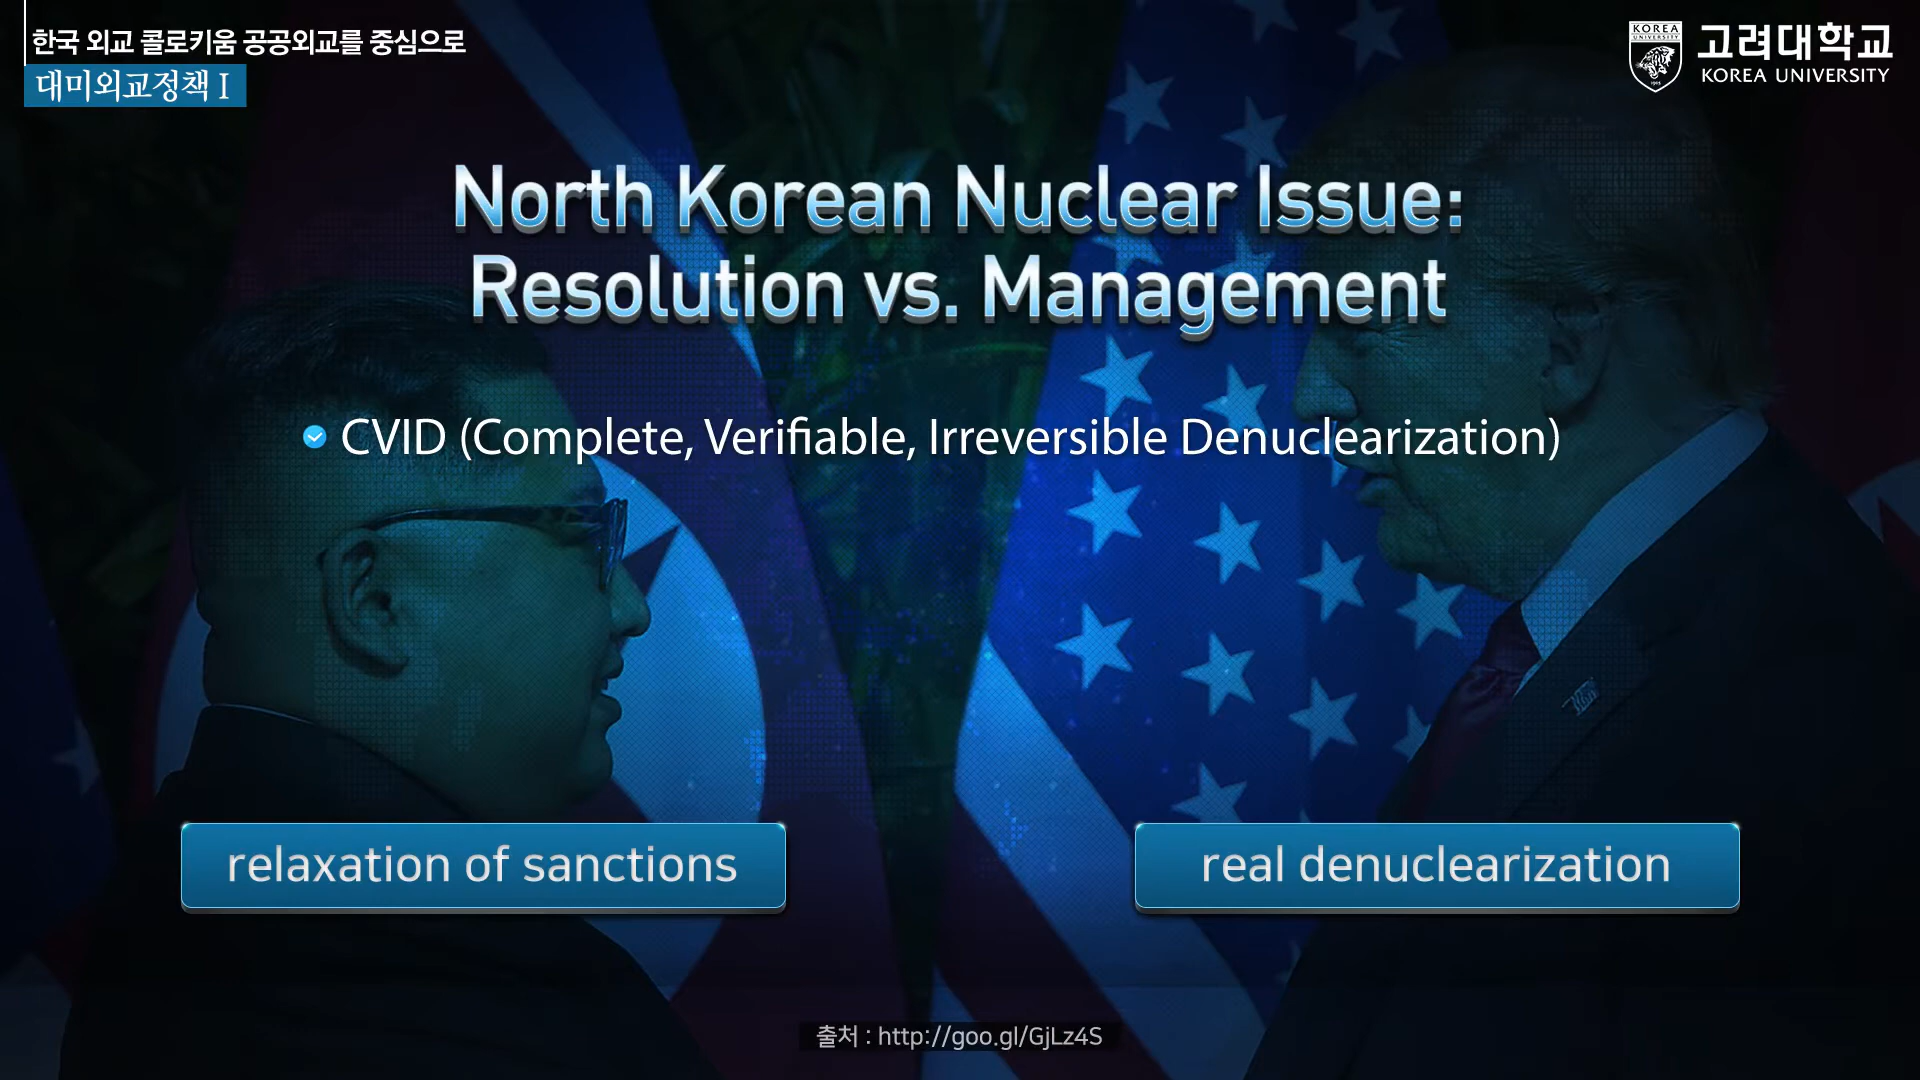 한국 외교 콜로키움 공공외교를 중심으로
대미외교정책 I
KOREA
UNIVERSITY
1905
고려대학교
KOREA UNIVERSITY
North Korean Nuclear Issue:
Resolution vs. Management
CVID (Complete, Verifiable, Irreversible Denuclearization)
relaxation of sanctions
real denuclearization
출처 : http://goo.gl/GjLz4S